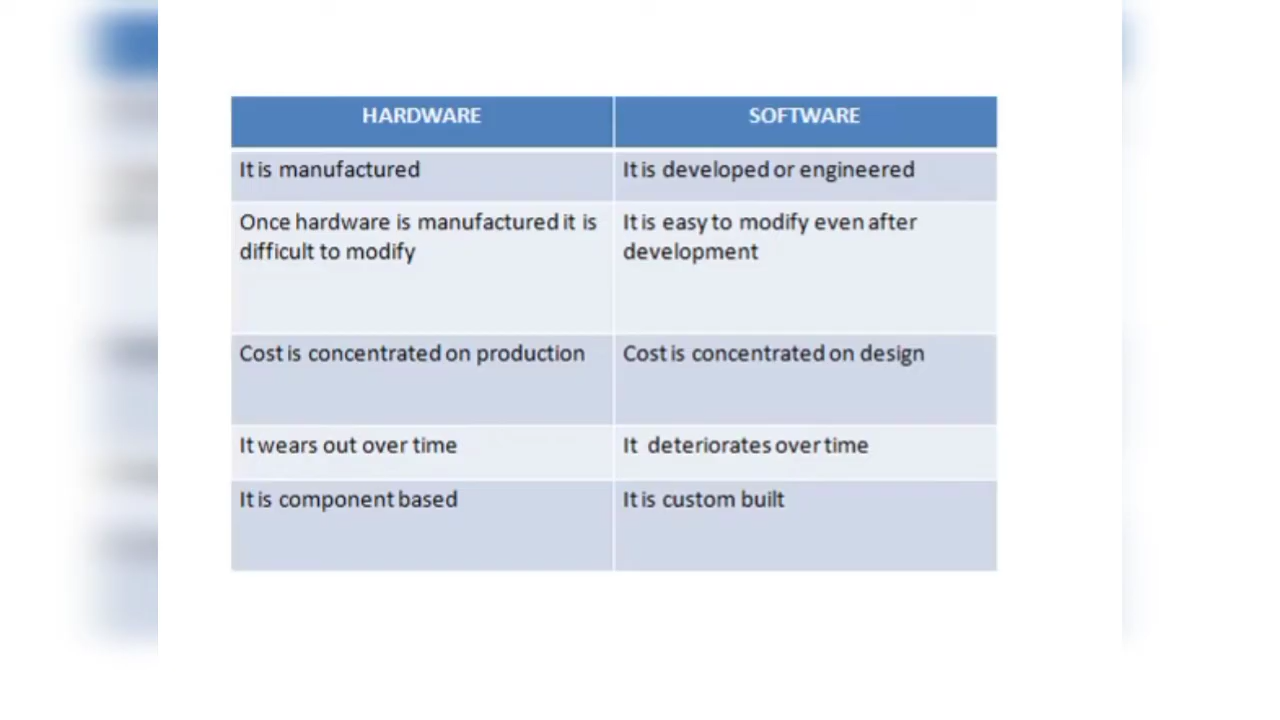 HARDWARE SOFTWARE
It is manufactured It is developed or engineered
Once hardware is manufactured it is It is easy to modify even after
difficult to modify development
Cost is concentrated on production Cost is concentrated on design
It wears out over time It deteriorates over time
It is component based It is custom built